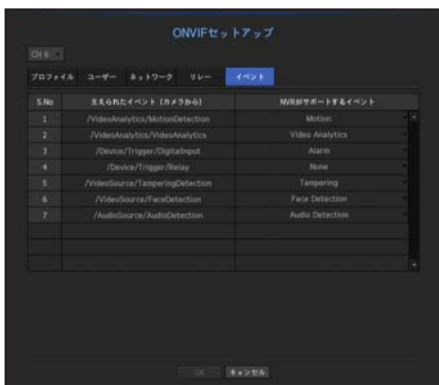 ONVIFセットアップ
CH 6
プロファイル ユーザー ネットワーク リレー イベント
S.No 支えられたイベント (カメラから) NVRがサポートするイベント
1 /VideoAnalytics/MotionDetection Motion
2 /VideoAnalytics/VideoAnalytics Video Analytics
3 /Device/Trigger/DigitalInput Alarm
4 /Device/Trigger/Relay None
5 /VideoSource/TamperingDetection Tampering
6 /VideoSource/FaceDetection Face Detection
7 /AudioSource/AudioDetection Audio Detection
OK キャンセル